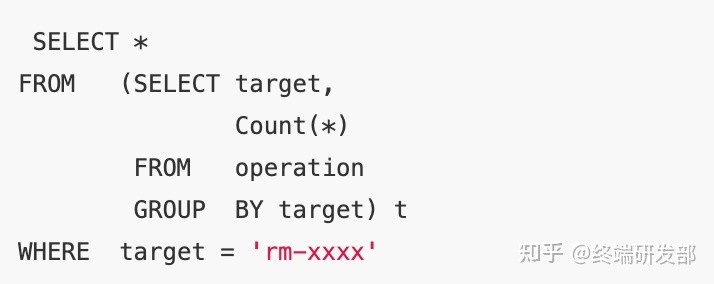 SELECT *
FROM   (SELECT target,
               Count(*)
        FROM   operation
        GROUP  BY target) t
WHERE  target = 'rm-xxxx'
知乎 @终端研发部